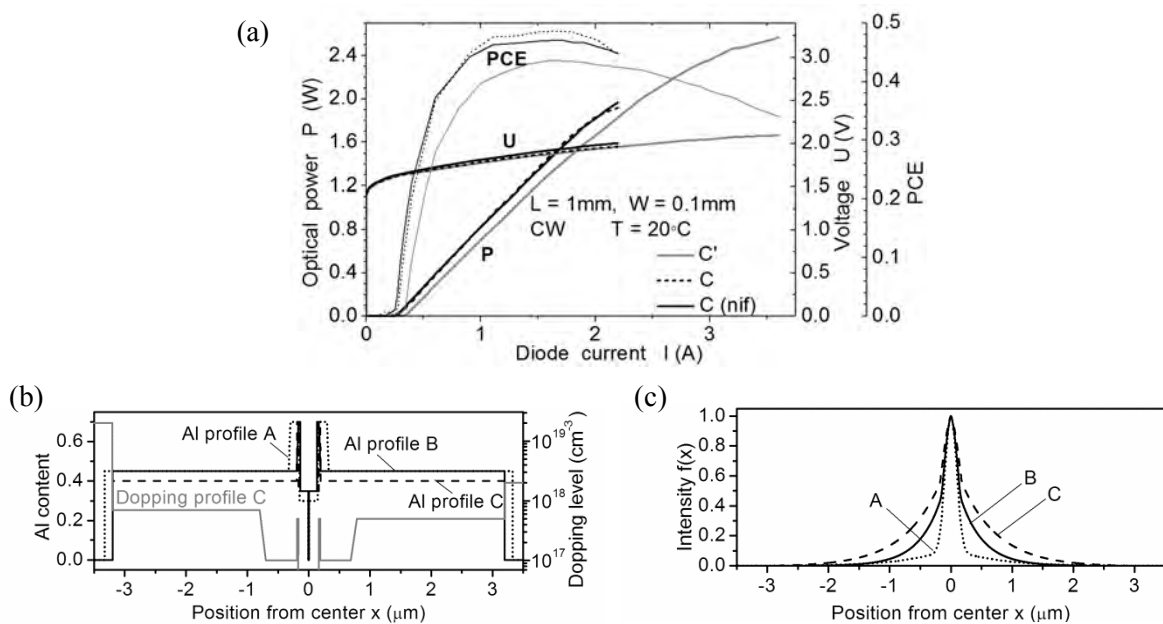 (a)
0.5
0.4
0.3
0.2
0.1
0.0
PCE
3.0
2.5
2.0
1.5
1.0
0.5
0.0
Voltage U (V)
2.4
2.0
1.6
1.2
0.8
0.4
0.0
Optical power P (W)
PCE
U
P
L = 1mm, W = 0.1mm
CW T = 20◦C
C'
C
C (nif)
0 1 2 3
Diode current I (A)
(b)
0.6
0.4
0.2
0.0
Al content
Al profile A
Al profile B
Dopping profile C
Al profile C
10^19
10^18
10^17
Dopping level (cm^-3)
-3 -2 -1 0 1 2 3
Position from center x (μm)
(c)
1.0
0.8
0.6
0.4
0.2
0.0
Intensity f(x)
A
B
C
-3 -2 -1 0 1 2 3
Position from center x (μm)